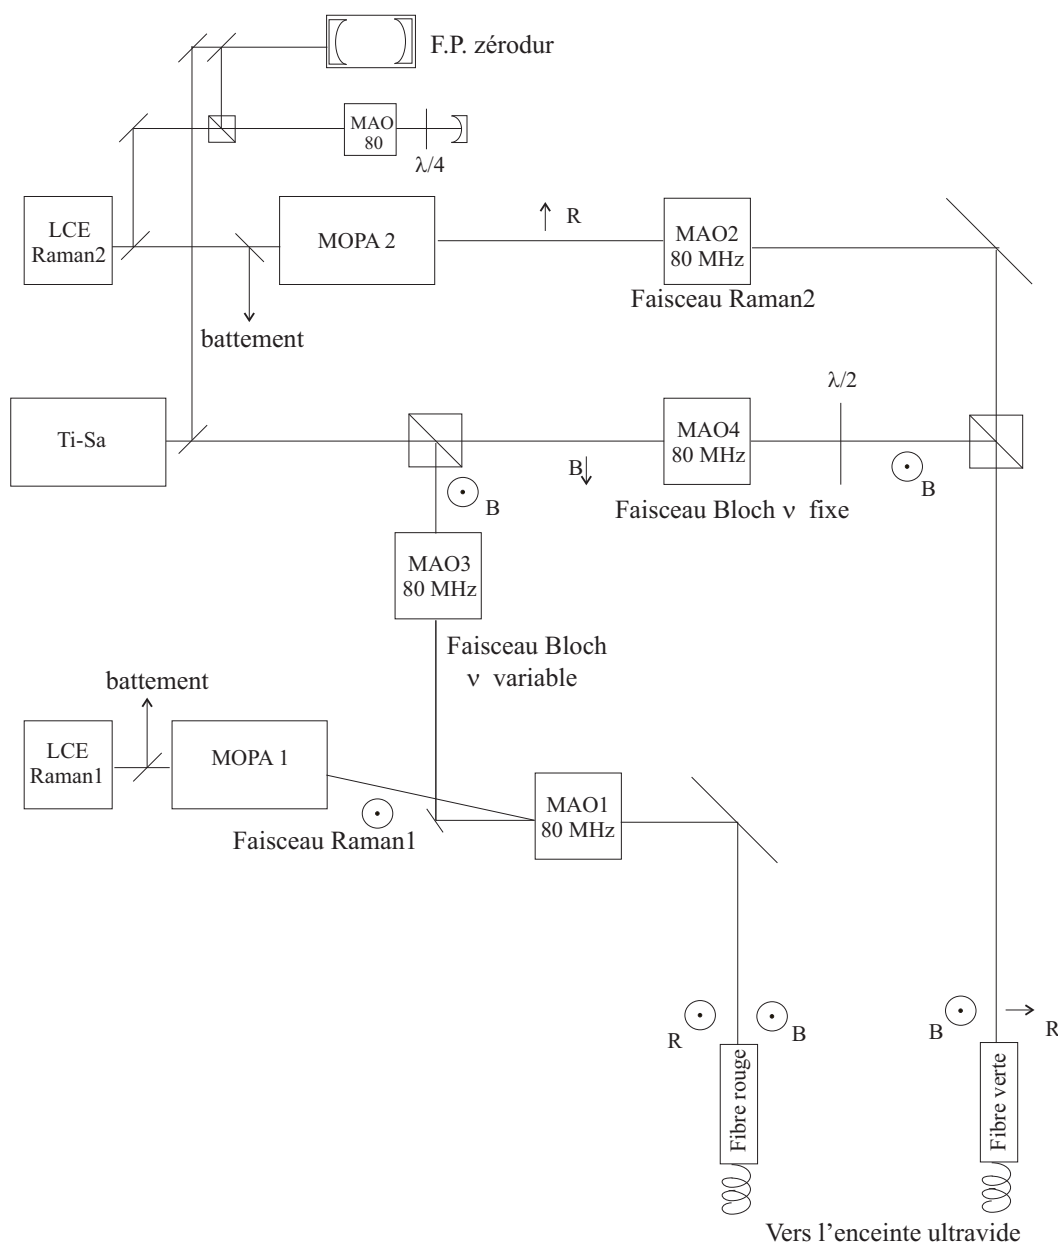 F.P. zérodur
MAO
80
λ/4
LCE
Raman2
MOPA 2
R
MAO2
80 MHz
Faisceau Raman2
battement
λ/2
Ti-Sa
MAO4
80 MHz
B
B
B
Faisceau Bloch ν fixe
MAO3
80 MHz
Faisceau Bloch
ν variable
battement
LCE
Raman1
MOPA 1
MAO1
80 MHz
Faisceau Raman1
R
B
B
R
Fibre rouge
Fibre verte
Vers l'enceinte ultravide